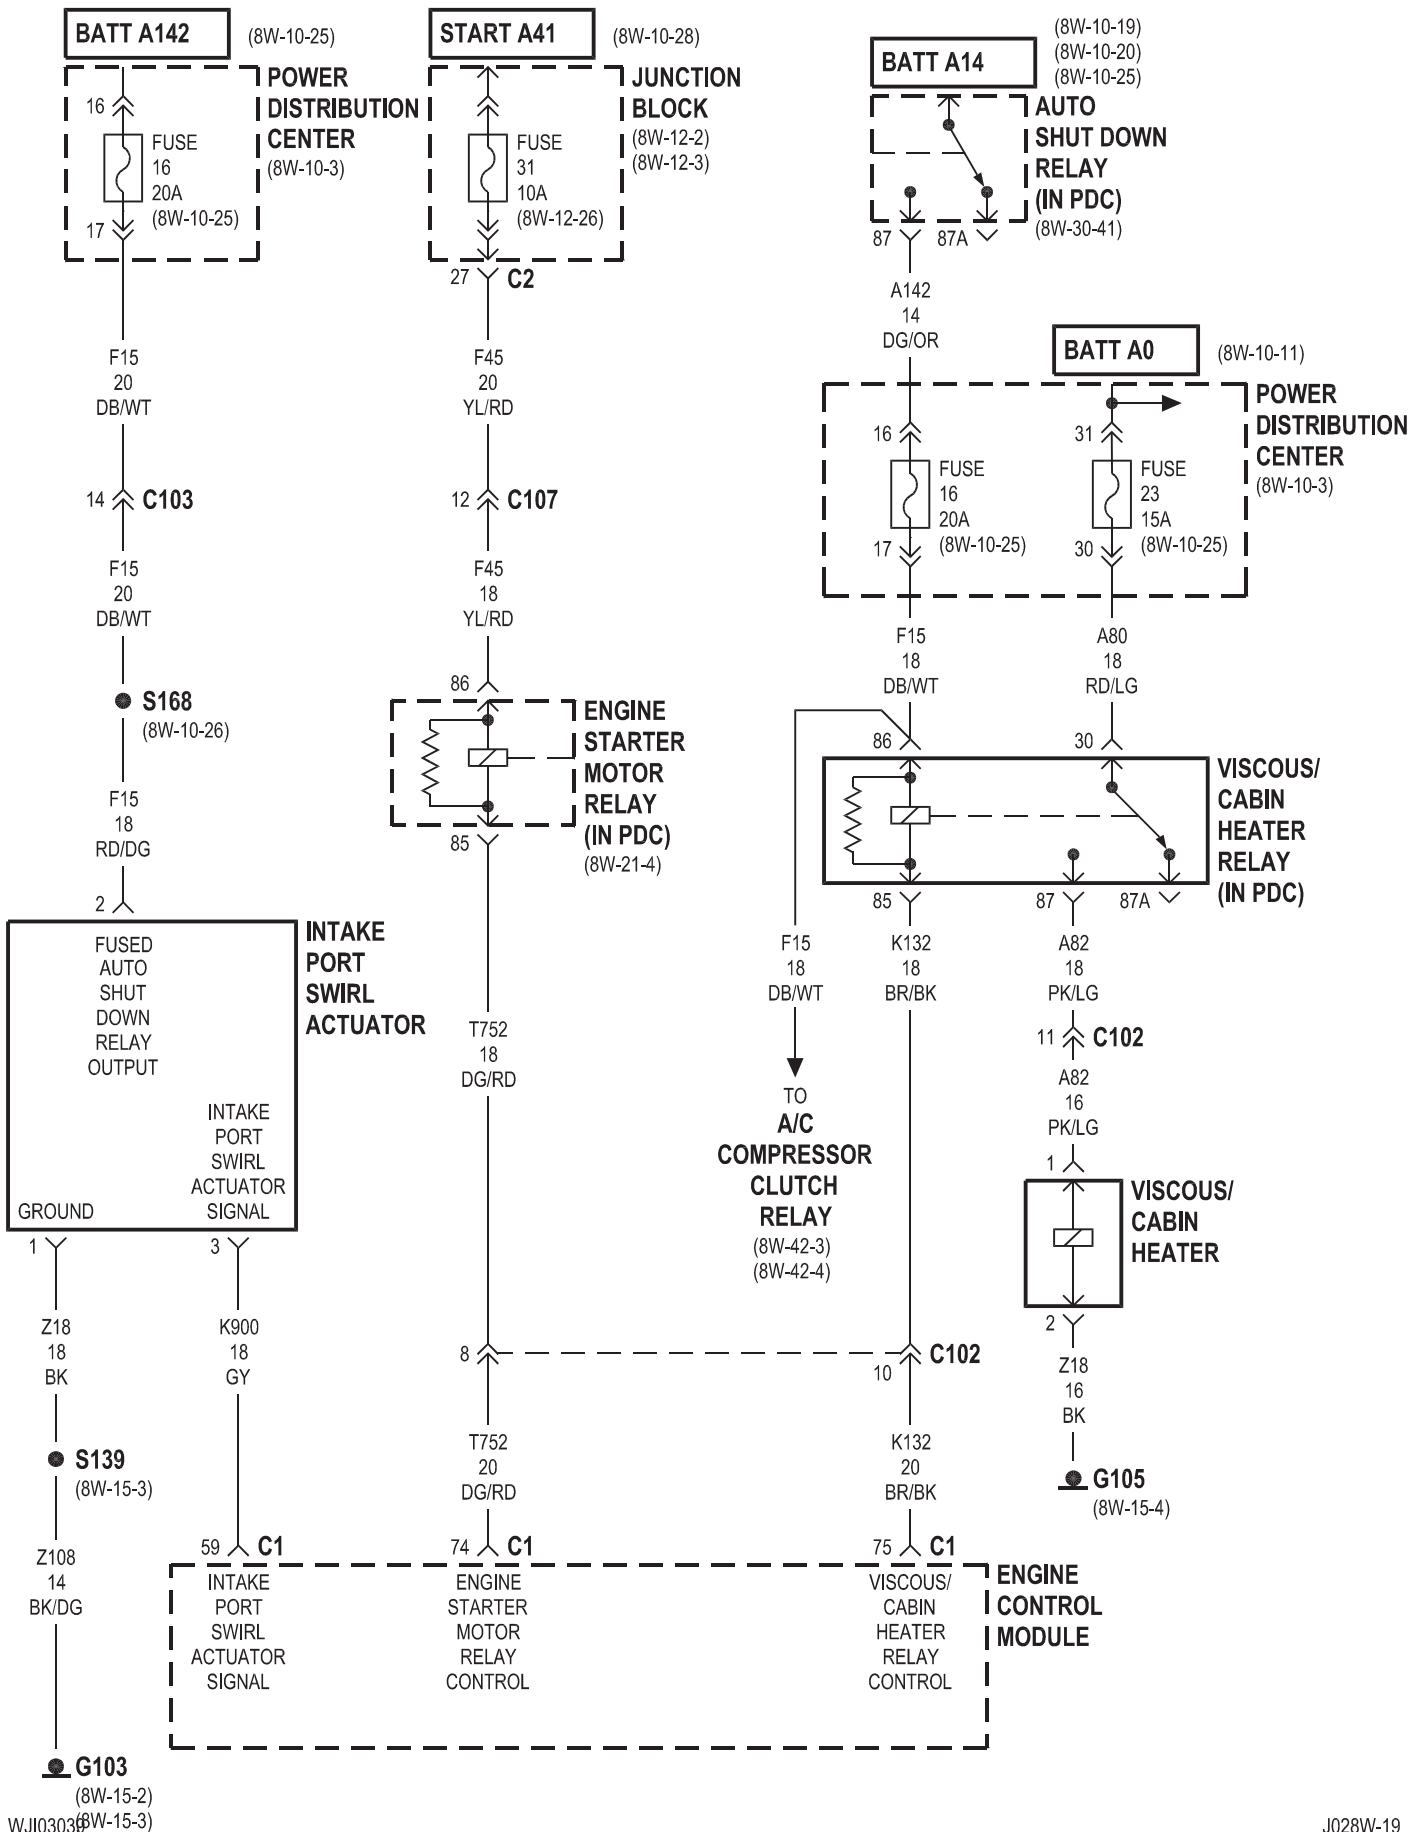 BATT A142
(8W-10-25)
POWER
DISTRIBUTION
CENTER
(8W-10-3)
16
FUSE
16
20A
(8W-10-25)
17
F15
20
DB/WT
14
C103
F15
20
DB/WT
S168
(8W-10-26)
F15
18
RD/DG
2
FUSED
AUTO
SHUT
DOWN
RELAY
OUTPUT
INTAKE
PORT
SWIRL
ACTUATOR
INTAKE
PORT
SWIRL
ACTUATOR
SIGNAL
GROUND
1
3
Z18
18
BK
K900
18
GY
S139
(8W-15-3)
Z108
14
BK/DG
G103
(8W-15-2)
(8W-15-3)
START A41
(8W-10-28)
JUNCTION
BLOCK
(8W-12-2)
(8W-12-3)
FUSE
31
10A
(8W-12-26)
27
C2
F45
20
YL/RD
12
C107
F45
18
YL/RD
86
ENGINE
STARTER
MOTOR
RELAY
(IN PDC)
(8W-21-4)
85
T752
18
DG/RD
8
T752
20
DG/RD
BATT A14
(8W-10-19)
(8W-10-20)
(8W-10-25)
AUTO
SHUT DOWN
RELAY
(IN PDC)
(8W-30-41)
87
87A
A142
14
DG/OR
BATT A0
(8W-10-11)
POWER
DISTRIBUTION
CENTER
(8W-10-3)
16
FUSE
16
20A
(8W-10-25)
17
31
FUSE
23
15A
(8W-10-25)
30
F15
18
DB/WT
A80
18
RD/LG
86
30
VISCOUS/
CABIN
HEATER
RELAY
(IN PDC)
85
87
87A
F15
18
DB/WT
K132
18
BR/BK
A82
18
PK/LG
11
C102
A82
16
PK/LG
TO
A/C
COMPRESSOR
CLUTCH
RELAY
(8W-42-3)
(8W-42-4)
1
VISCOUS/
CABIN
HEATER
2
Z18
16
BK
G105
(8W-15-4)
C102
10
K132
20
BR/BK
59
C1
74
C1
75
C1
INTAKE
PORT
SWIRL
ACTUATOR
SIGNAL
ENGINE
STARTER
MOTOR
RELAY
CONTROL
VISCOUS/
CABIN
HEATER
RELAY
CONTROL
ENGINE
CONTROL
MODULE
WJI03039
J028W-19